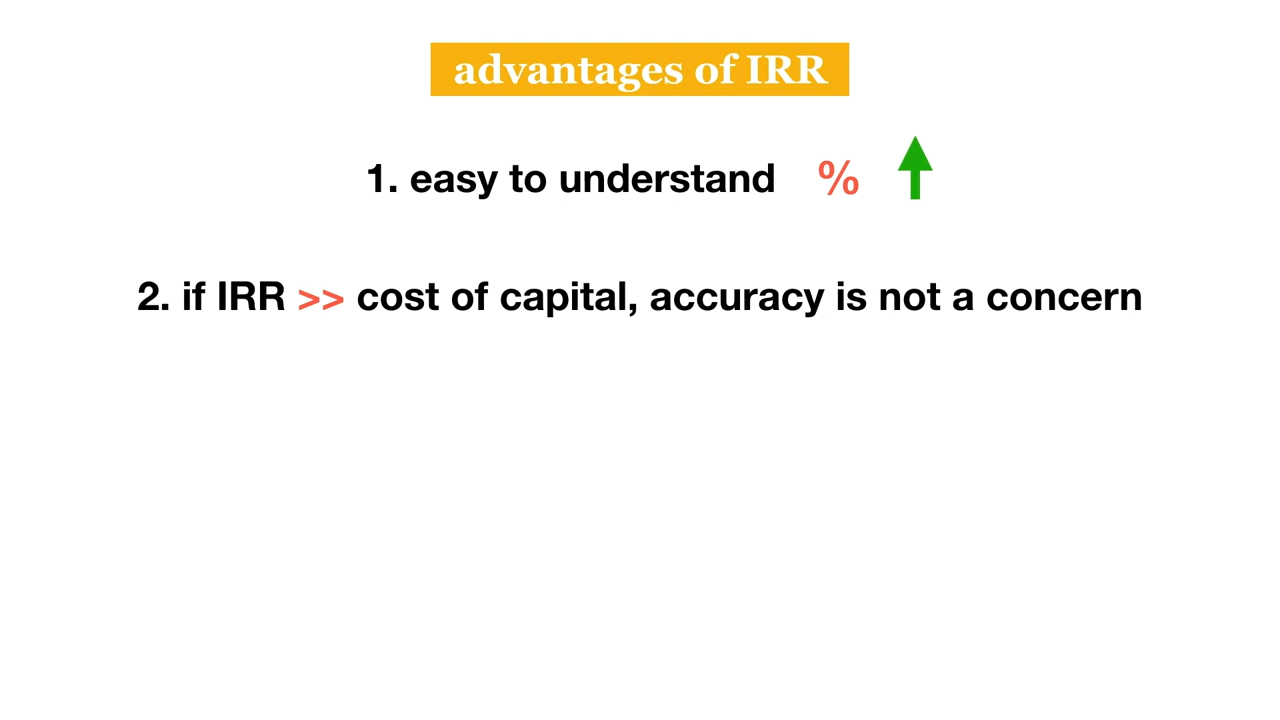 advantages of IRR
1. easy to understand %
2. if IRR >> cost of capital, accuracy is not a concern